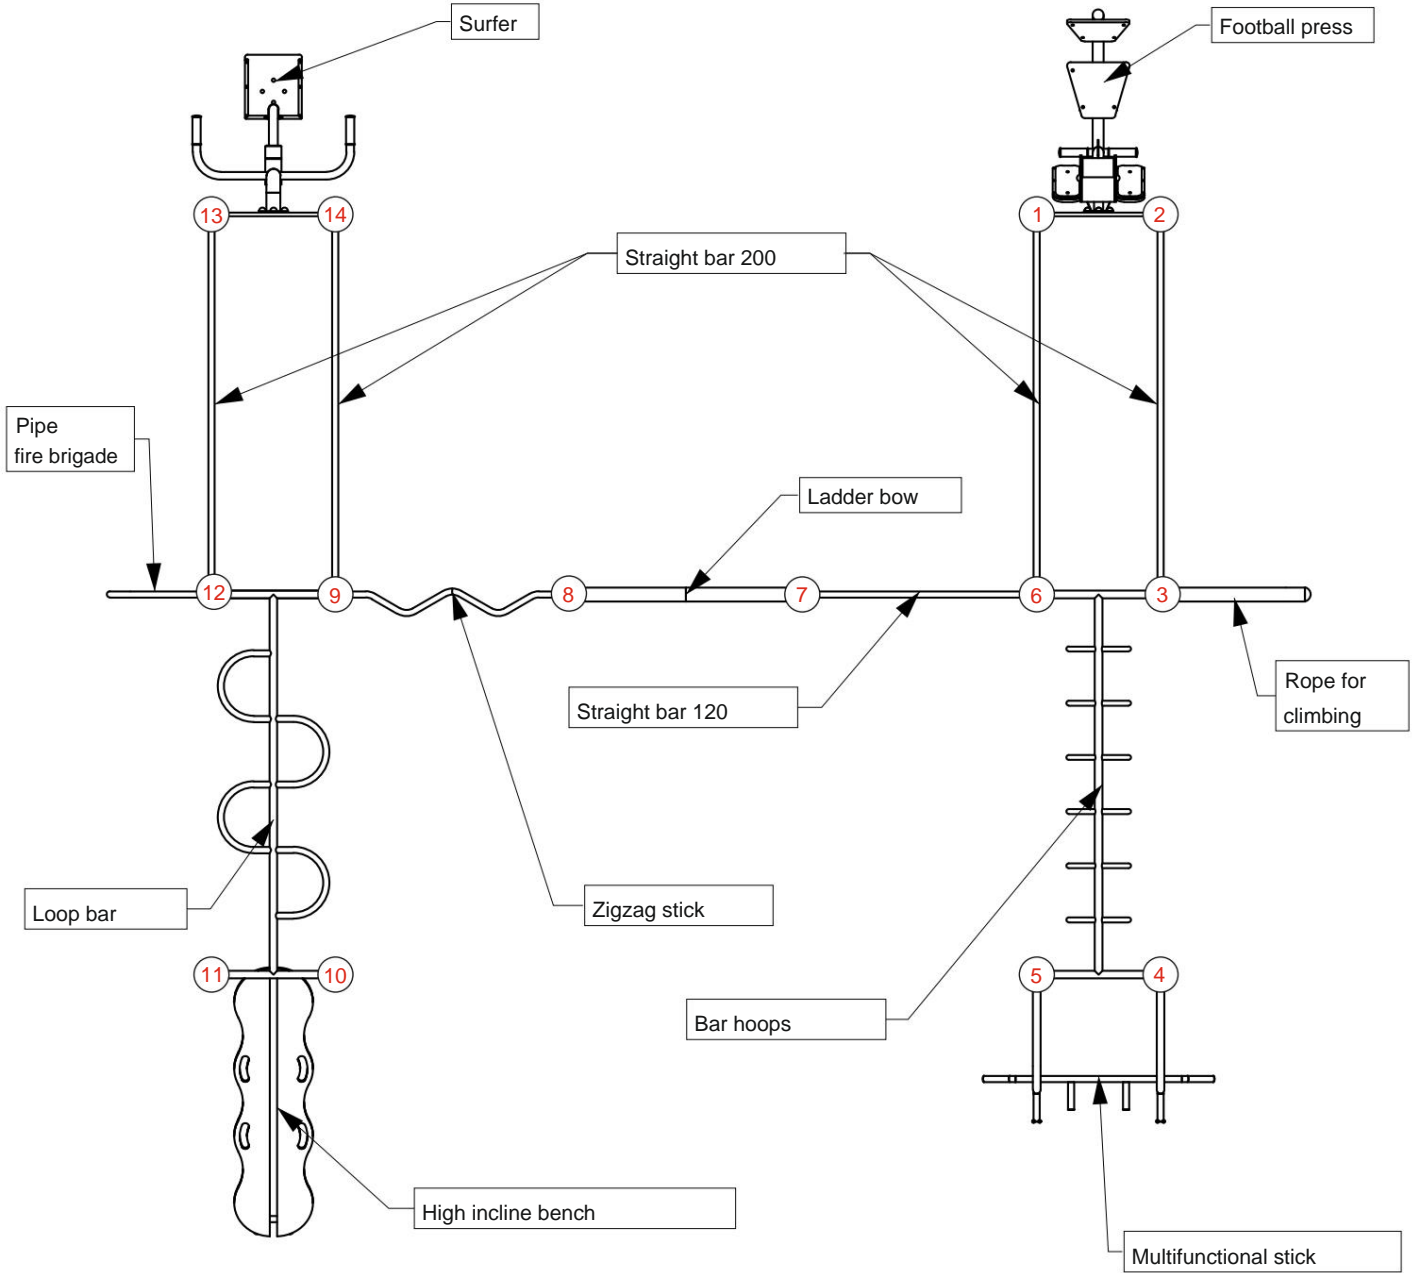 Surfer
Football press
13
14
1
2
Straight bar 200
Pipe
fire brigade
Ladder bow
12
9
8
7
6
3
Rope for
climbing
Straight bar 120
Loop bar
Zigzag stick
11
10
5
4
Bar hoops
High incline bench
Multifunctional stick